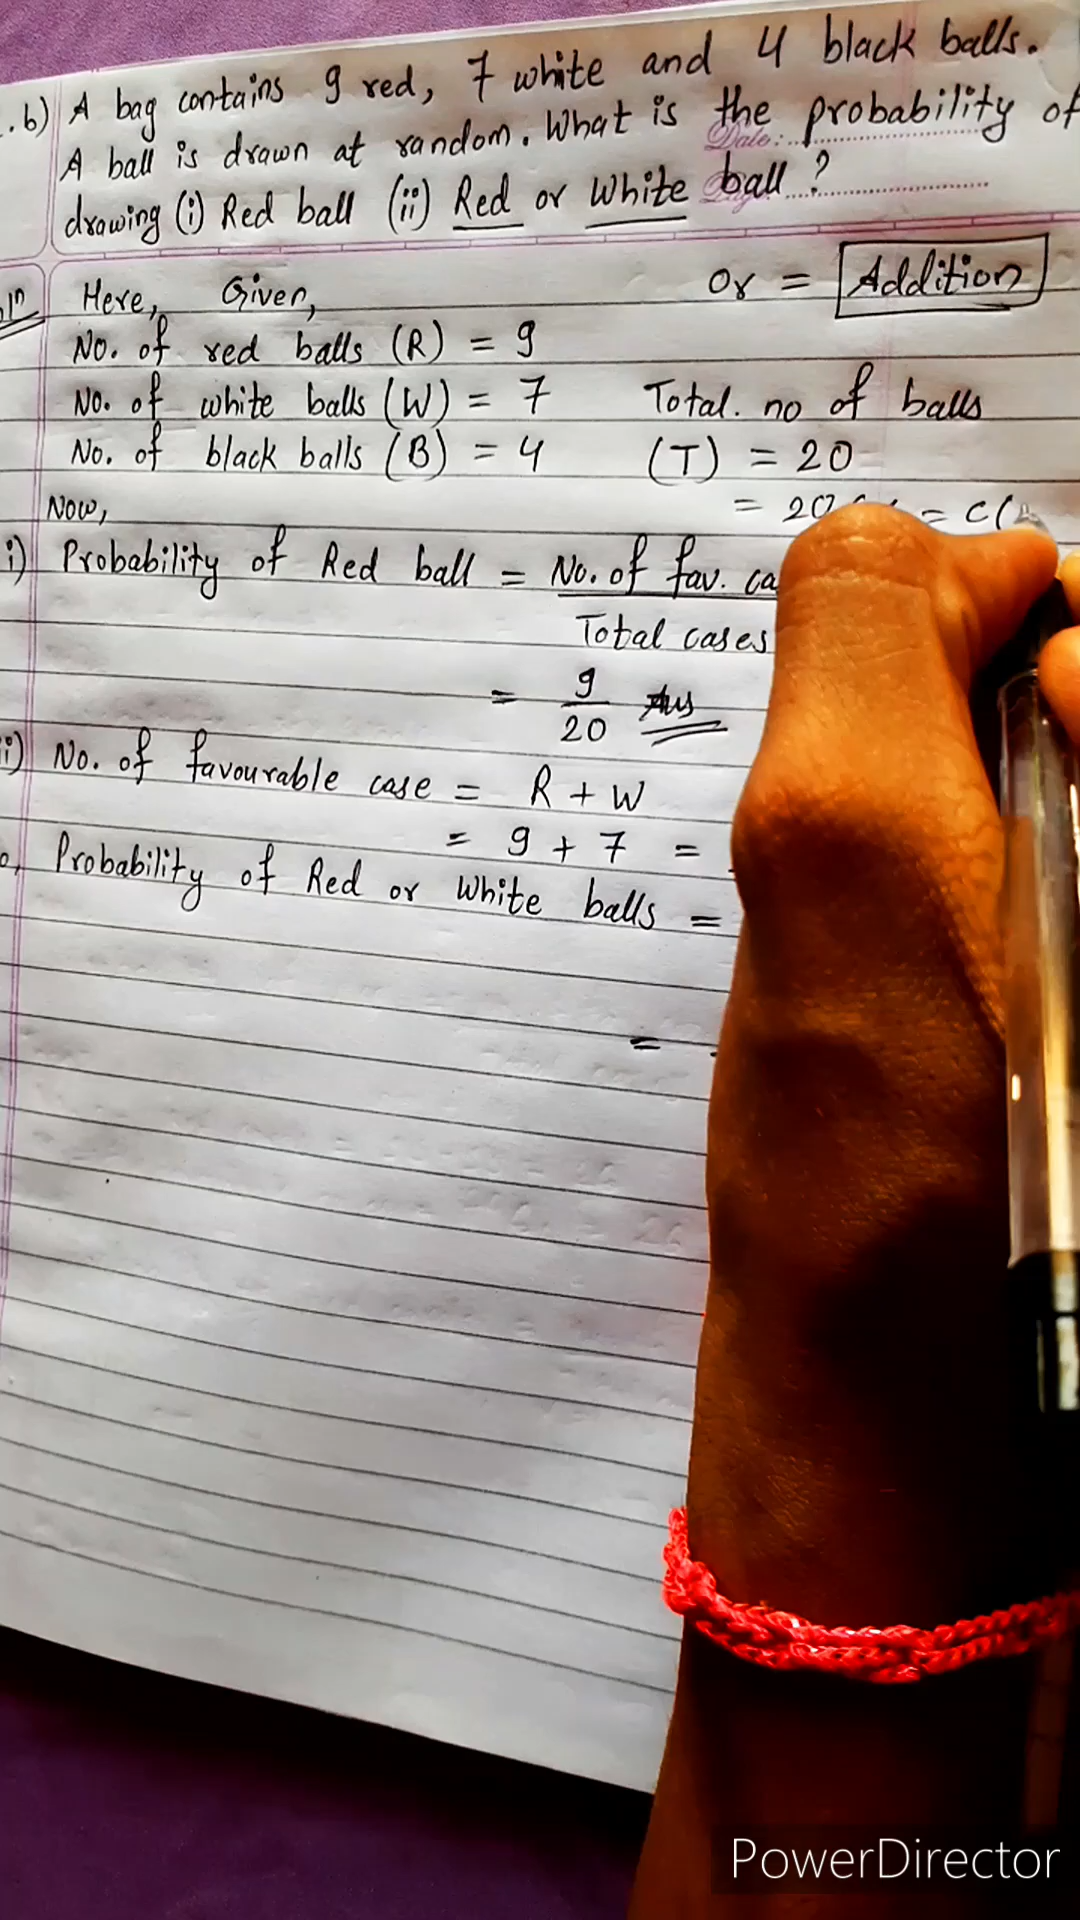 .b) A bag contains 9 red, 7 white and 4 black balls.
A ball is drawn at random. What is the probability of
Date:
drawing (i) Red ball (ii) Red or White ball?
Page:
Here, Given,
Or = Addition
No. of red balls (R) = 9
No. of white balls (W) = 7 Total. no of balls
No. of black balls (B) = 4 (T) = 20
Now,
= 20 = C(
i) Probability of Red ball = No. of fav. ca
Total cases
= 9/20 Ans
ii) No. of favourable case = R + W
= 9 + 7 =
Probability of Red or White balls =
=
PowerDirector